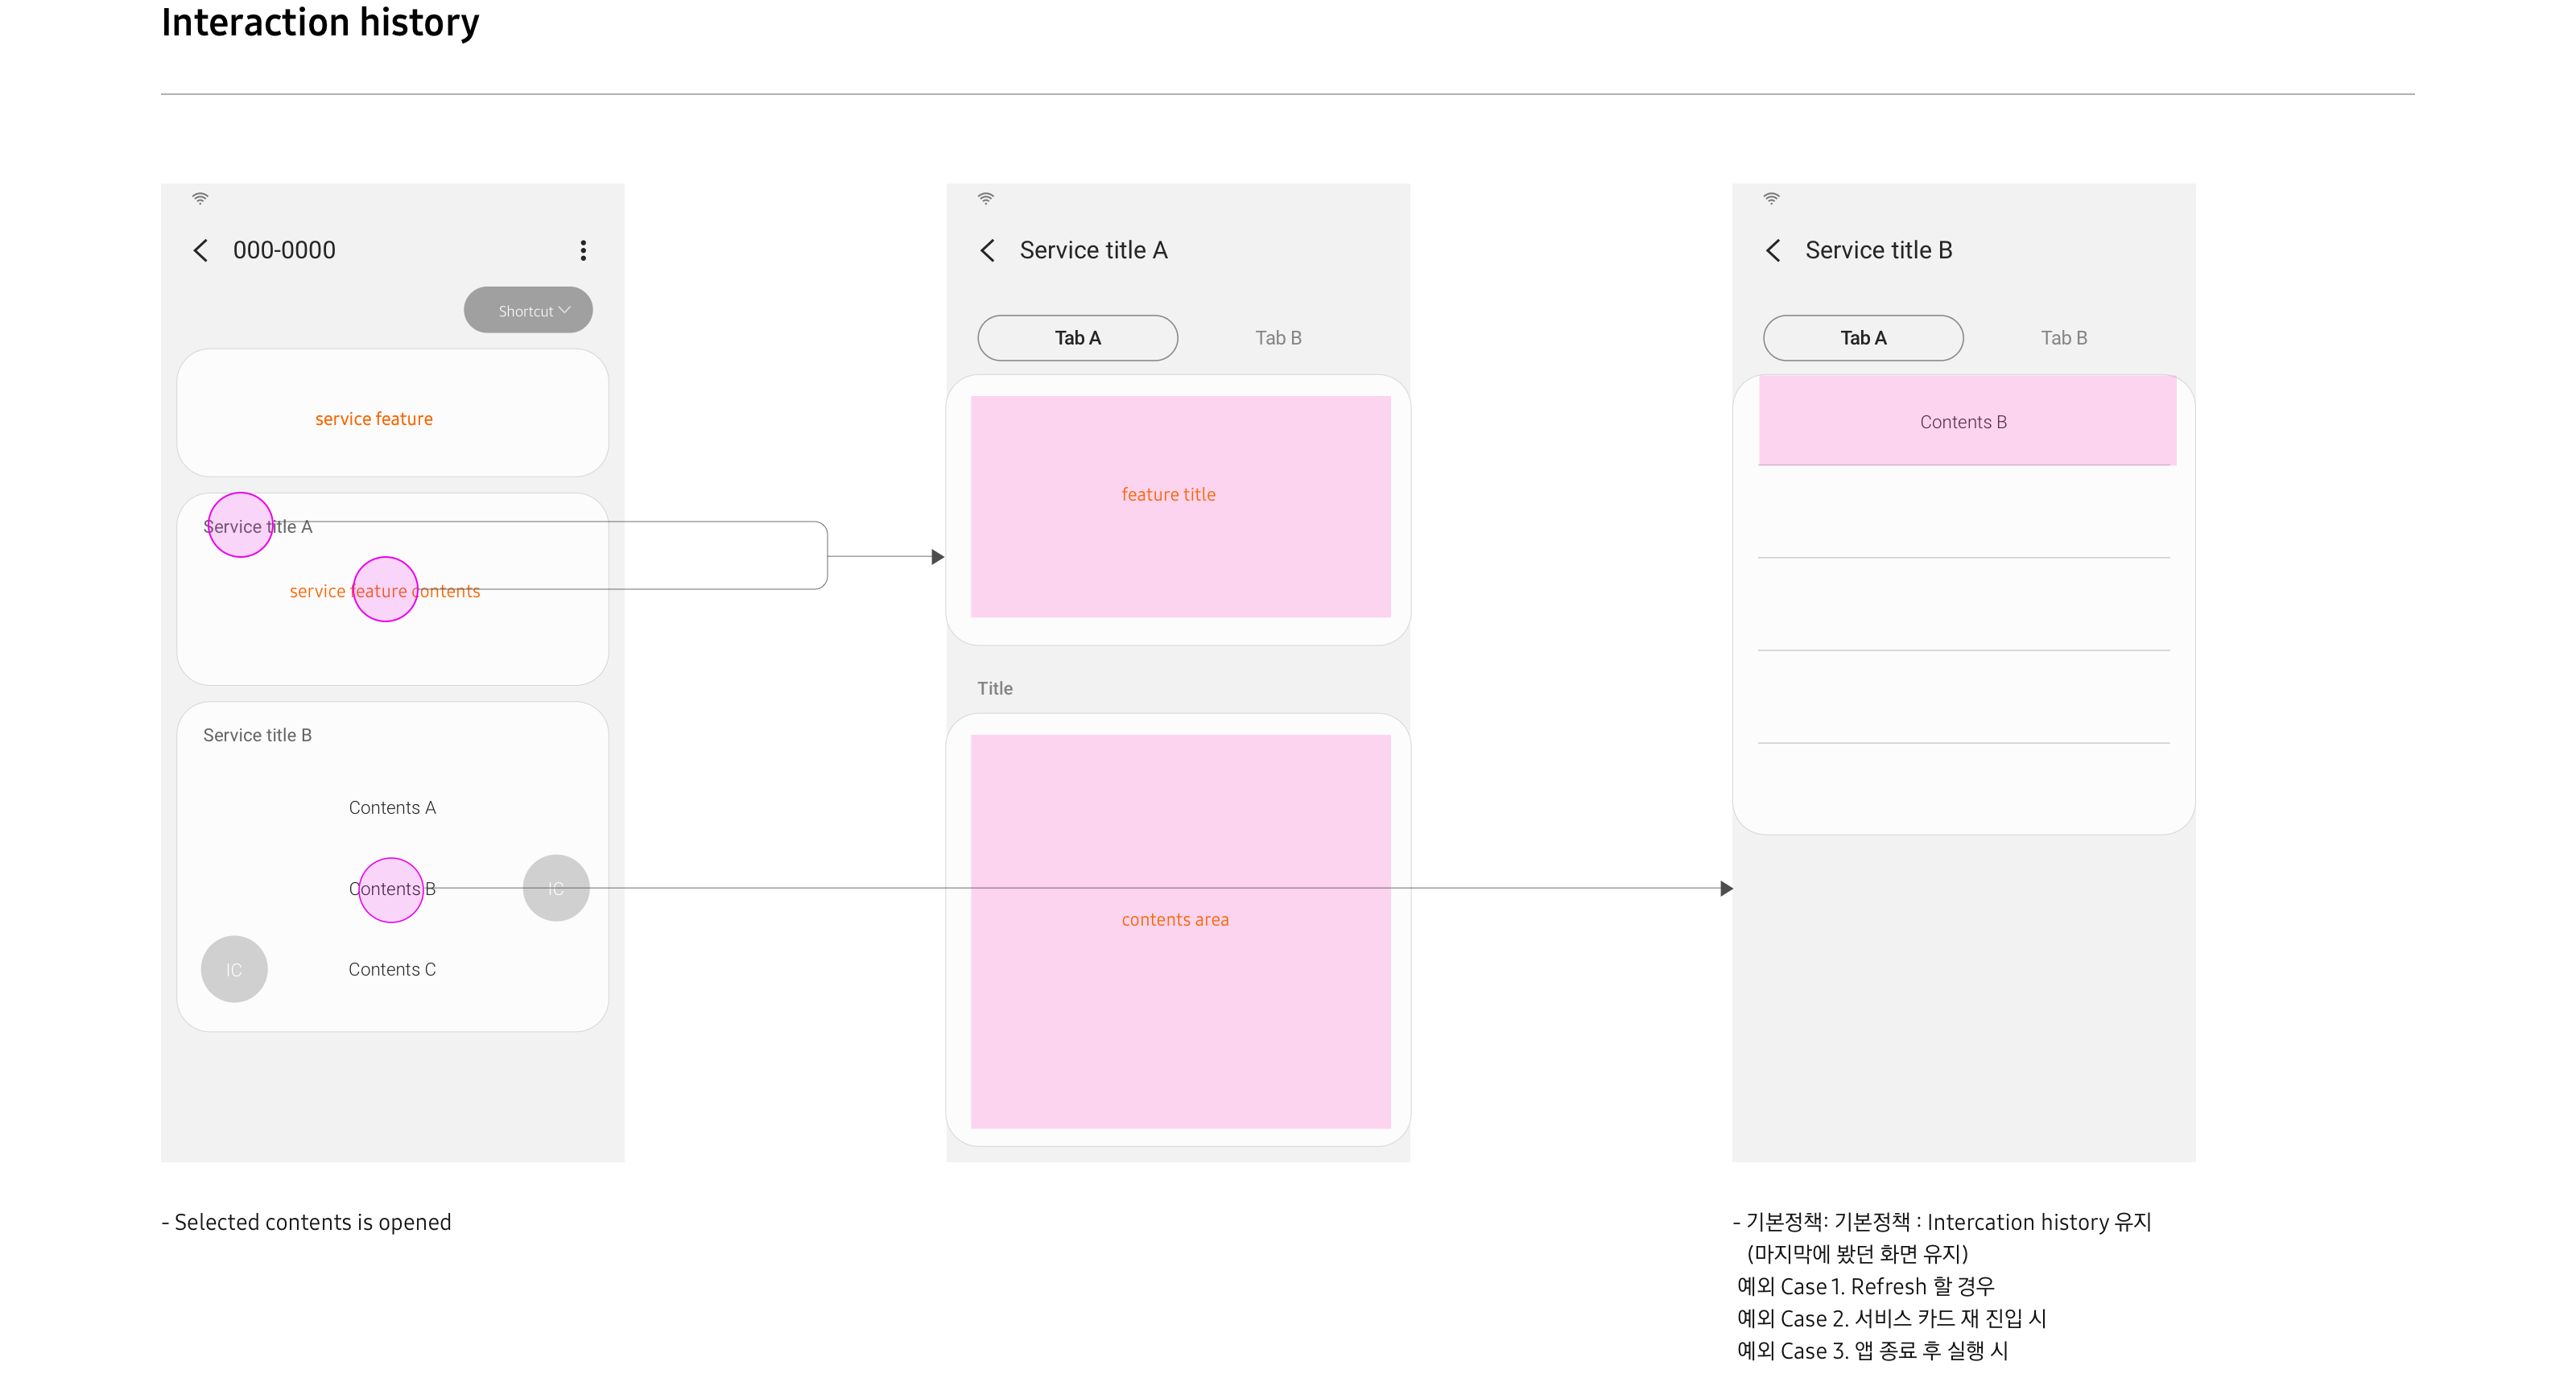 Interaction history
000-0000
Shortcut
service feature
Service title A
service feature contents
Service title B
Contents A
Contents B
IC
IC
Contents C
- Selected contents is opened
Service title A
Tab A
Tab B
feature title
Title
contents area
Service title B
Tab A
Tab B
Contents B
- 기본정책: 기본정책 : Intercation history 유지
(마지막에 봤던 화면 유지)
예외 Case 1. Refresh 할 경우
예외 Case 2. 서비스 카드 재 진입 시
예외 Case 3. 앱 종료 후 실행 시